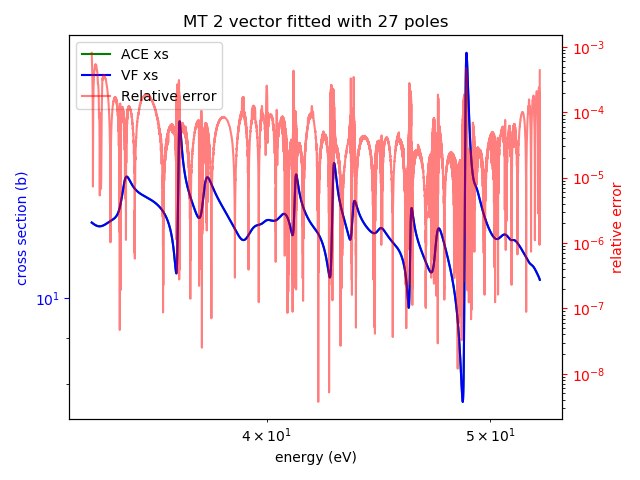 MT 2 vector fitted with 27 poles
ACE xs
VF xs
Relative error
cross section (b)
10¹
10⁻³
10⁻⁴
10⁻⁵
10⁻⁶
10⁻⁷
10⁻⁸
relative error
4 × 10¹
5 × 10¹
energy (eV)